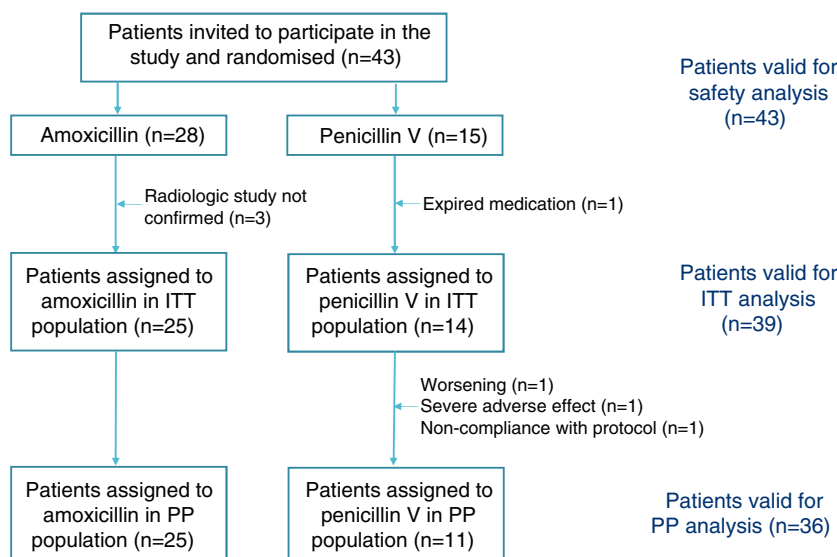 Patients invited to participate in the
study and randomised (n=43)
Patients valid for
safety analysis
(n=43)
Amoxicillin (n=28)
Penicillin V (n=15)
Radiologic study not
confirmed (n=3)
Expired medication (n=1)
Patients assigned to
amoxicillin in ITT
population (n=25)
Patients assigned to
penicillin V in ITT
population (n=14)
Patients valid for
ITT analysis
(n=39)
Worsening (n=1)
Severe adverse effect (n=1)
Non-compliance with protocol (n=1)
Patients assigned to
amoxicillin in PP
population (n=25)
Patients assigned to
penicillin V in PP
population (n=11)
Patients valid for
PP analysis (n=36)